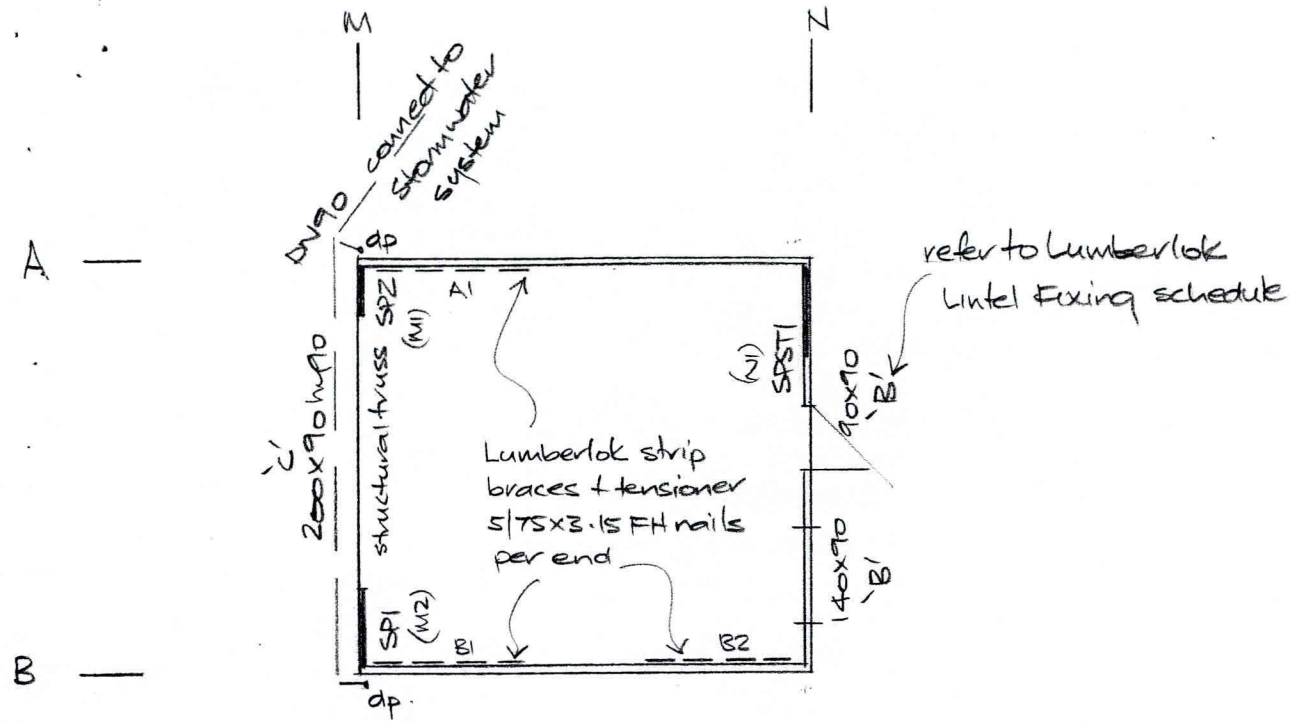 M
N
DN90 connect to
stormwater
system
dp
A
A1
SP2
(M1)
structural truss
'C'
200x90 hyp90
SP1
(M2)
B1
B2
B
dp.
(N1)
SPST1
90x90
'B'
140x90
'B'
refer to Lumberlok
Lintel Fixing schedule
Lumberlok strip
braces + tensioner
5/75x3.15 FH nails
per end